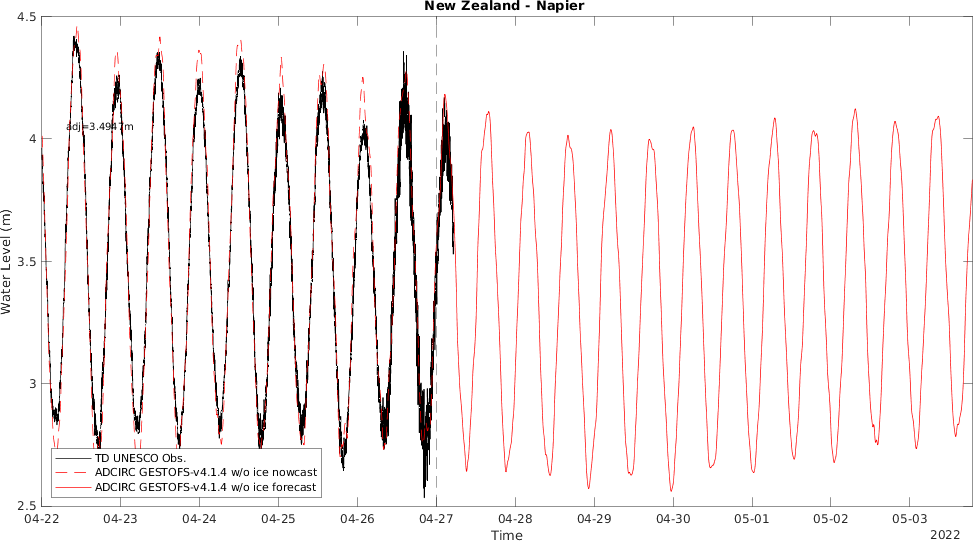 New Zealand - Napier
4.5
4
3.5
3
2.5
Water Level (m)
adj=3.4947m
TD UNESCO Obs.
ADCIRC GESTOFS-v4.1.4 w/o ice nowcast
ADCIRC GESTOFS-v4.1.4 w/o ice forecast
04-22 04-23 04-24 04-25 04-26 04-27 04-28 04-29 04-30 05-01 05-02 05-03
Time
2022